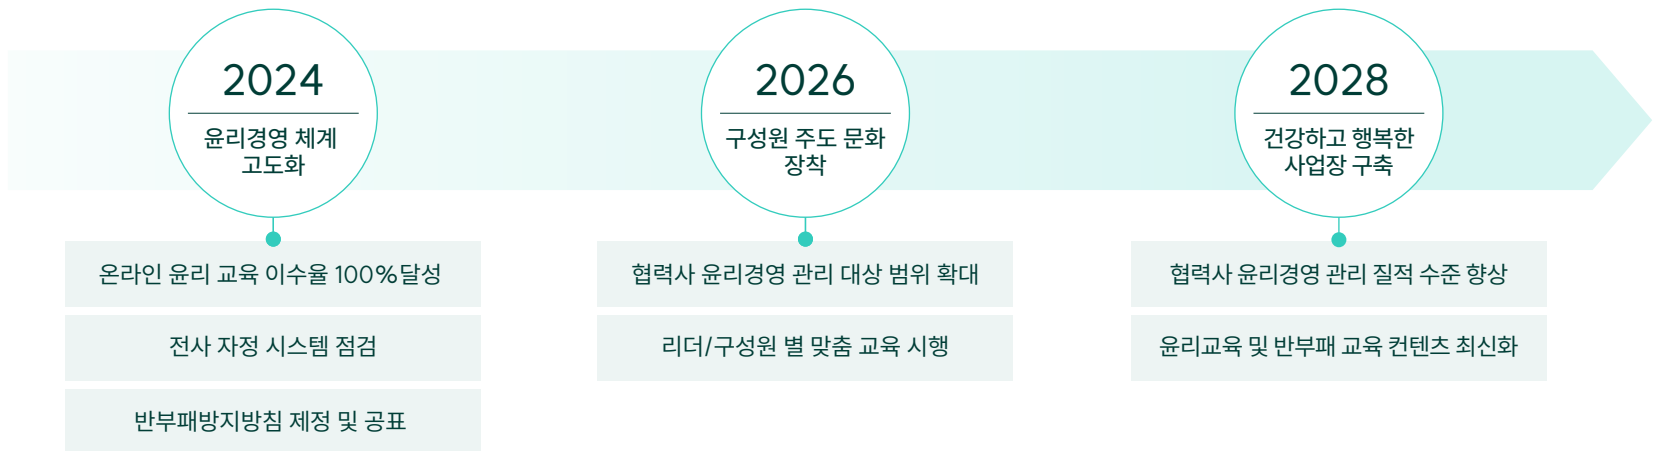 2024
윤리경영 체계
고도화
온라인 윤리 교육 이수율 100%달성
전사 자정 시스템 점검
반부패방지방침 제정 및 공표
2026
구성원 주도 문화
장착
협력사 윤리경영 관리 대상 범위 확대
리더/구성원 별 맞춤 교육 시행
2028
건강하고 행복한
사업장 구축
협력사 윤리경영 관리 질적 수준 향상
윤리교육 및 반부패 교육 컨텐츠 최신화